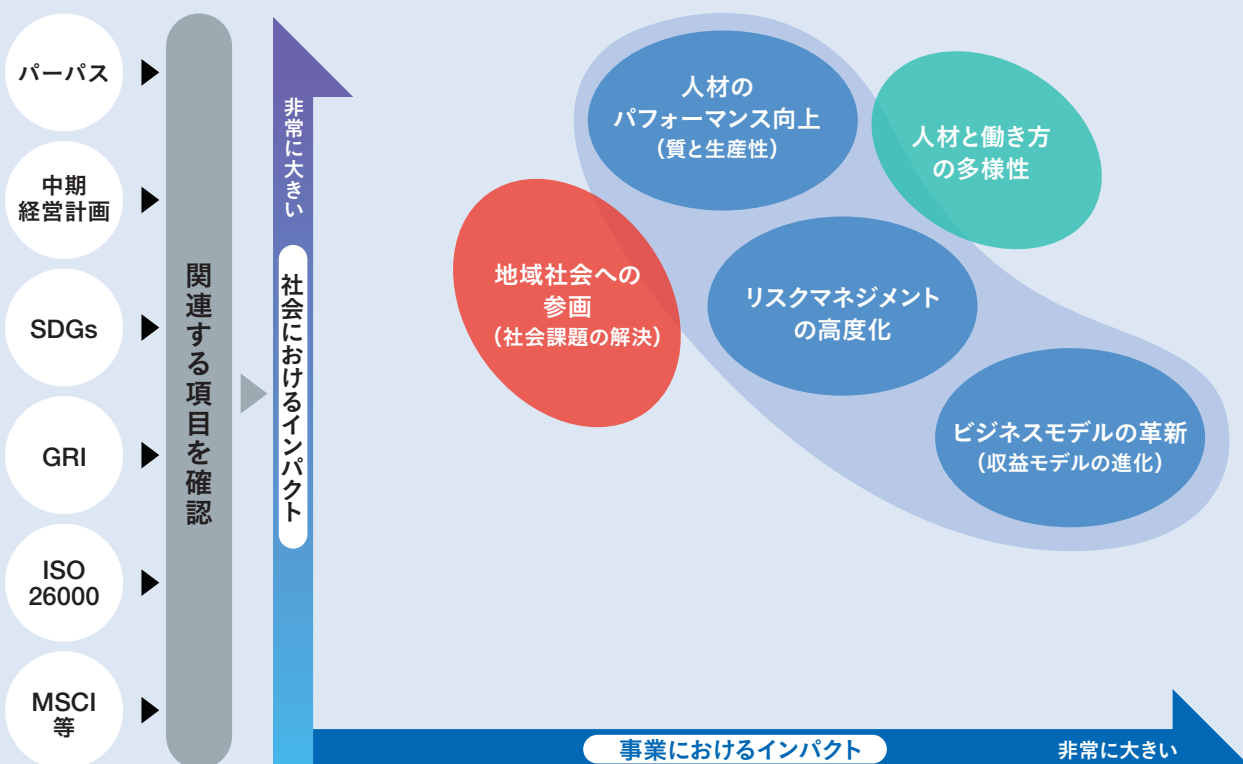 パーパス
中期
経営計画
SDGs
GRI
ISO
26000
MSCI
等
関連する項目を確認
非常に大きい
社会におけるインパクト
人材の
パフォーマンス向上
（質と生産性）
人材と働き方
の多様性
地域社会への
参画
（社会課題の解決）
リスクマネジメント
の高度化
ビジネスモデルの革新
（収益モデルの進化）
事業におけるインパクト
非常に大きい